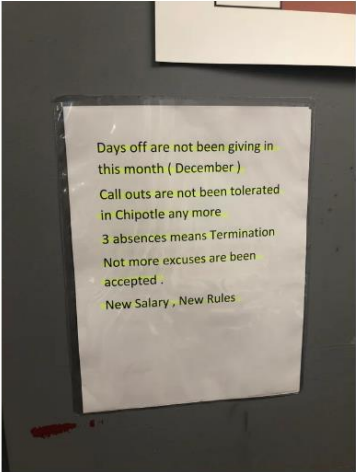 Days off are not been giving in
this month ( December )
Call outs are not been tolerated
in Chipotle any more
3 absences means Termination
Not more excuses are been
accepted .
New Salary , New Rules